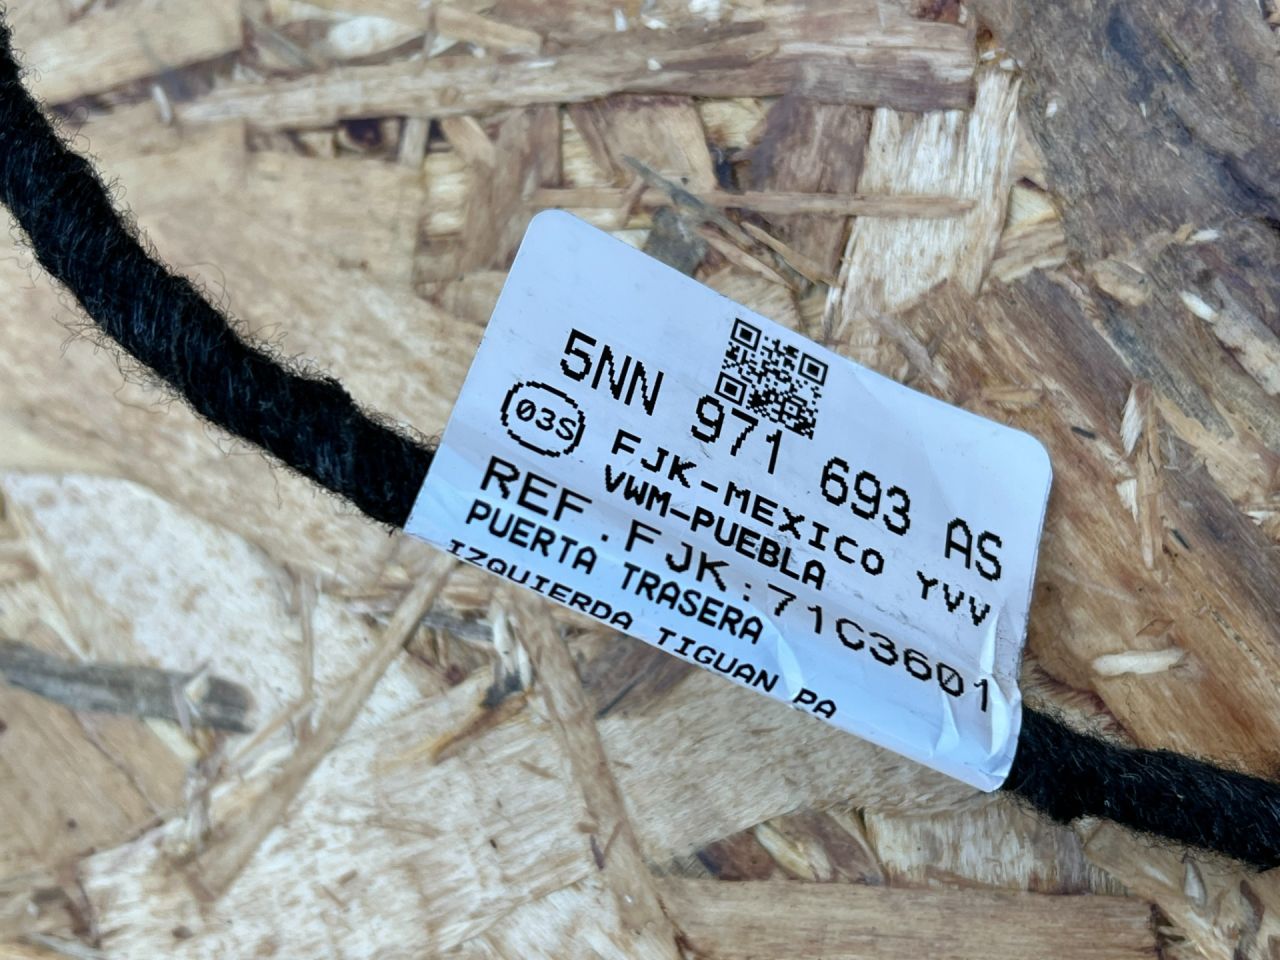 5NN 971 693 AS
03S
FJK-MEXICO YVV
VWM-PUEBLA
REF.FJK:71C3601
PUERTA TRASERA
IZQUIERDA TIGUAN PA